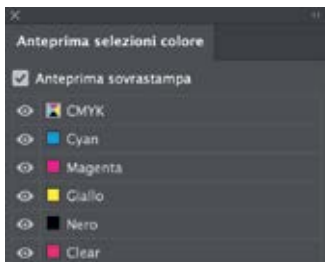 Anteprima selezioni colore
Anteprima sovrastampa
CMYK
Cyan
Magenta
Giallo
Nero
Clear